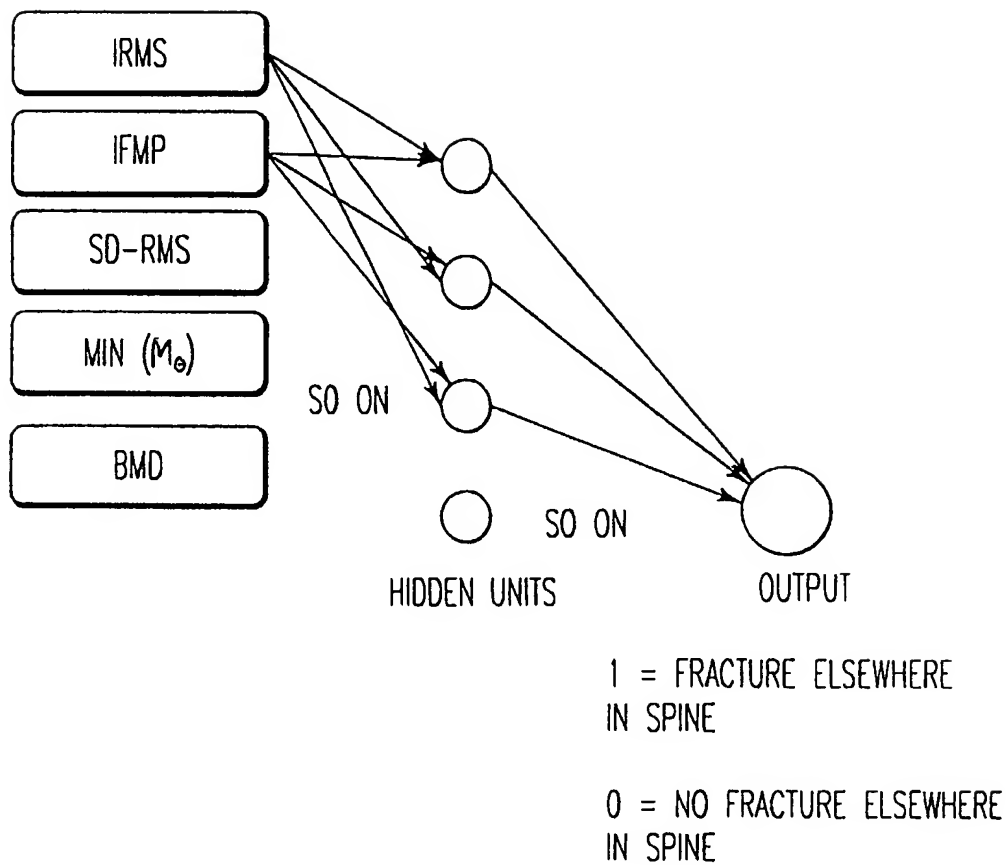 IRMS
IFMP
SD-RMS
MIN (M_Θ)
BMD
SO ON
SO ON
HIDDEN UNITS
OUTPUT
1 = FRACTURE ELSEWHERE
IN SPINE
0 = NO FRACTURE ELSEWHERE
IN SPINE